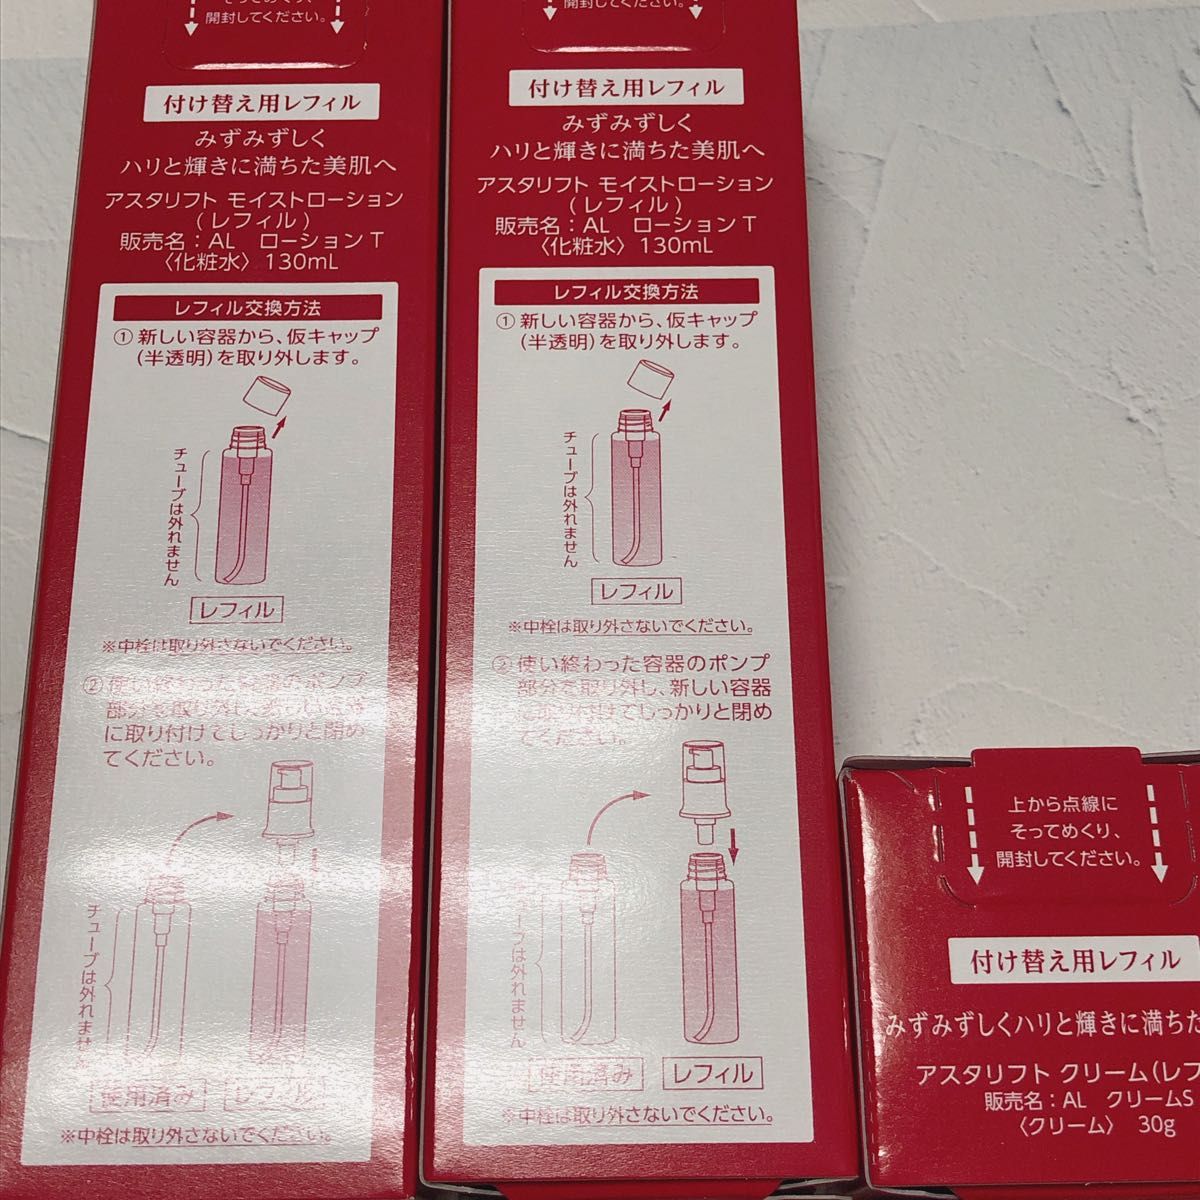 そってめくり、
開封してください。
付け替え用レフィル
みずみずしく
ハリと輝きに満ちた美肌へ
アスタリフト モイストローション
(レフィル)
販売名：AL ローションT
〈化粧水〉130mL
レフィル交換方法
① 新しい容器から、仮キャップ
(半透明)を取り外します。
チューブは外れません
レフィル
※中栓は取り外さないでください。
②使い終わった容器のポンプ
部分を取り外し、新しい容器
に取り付けてしっかりと閉め
てください。
チューブは外れません
使用済み
レフィル
※中栓は取り外さないでください。
開封してください。
付け替え用レフィル
みずみずしく
ハリと輝きに満ちた美肌へ
アスタリフト モイストローション
(レフィル)
販売名：AL ローションT
〈化粧水〉130mL
レフィル交換方法
① 新しい容器から、仮キャップ
(半透明)を取り外します。
チューブは外れません
レフィル
※中栓は取り外さないでください。
②使い終わった容器のポンプ
部分を取り外し、新しい容器
に取り付けてしっかりと閉め
てください。
チューブは外れません
使用済み
レフィル
※中栓は取り外さないでください。
上から点線に
そってめくり、
開封してください。
付け替え用レフィル
みずみずしくハリと輝きに満ちた
アスタリフト クリーム(レフ
販売名：AL クリームS
〈クリーム〉 30g